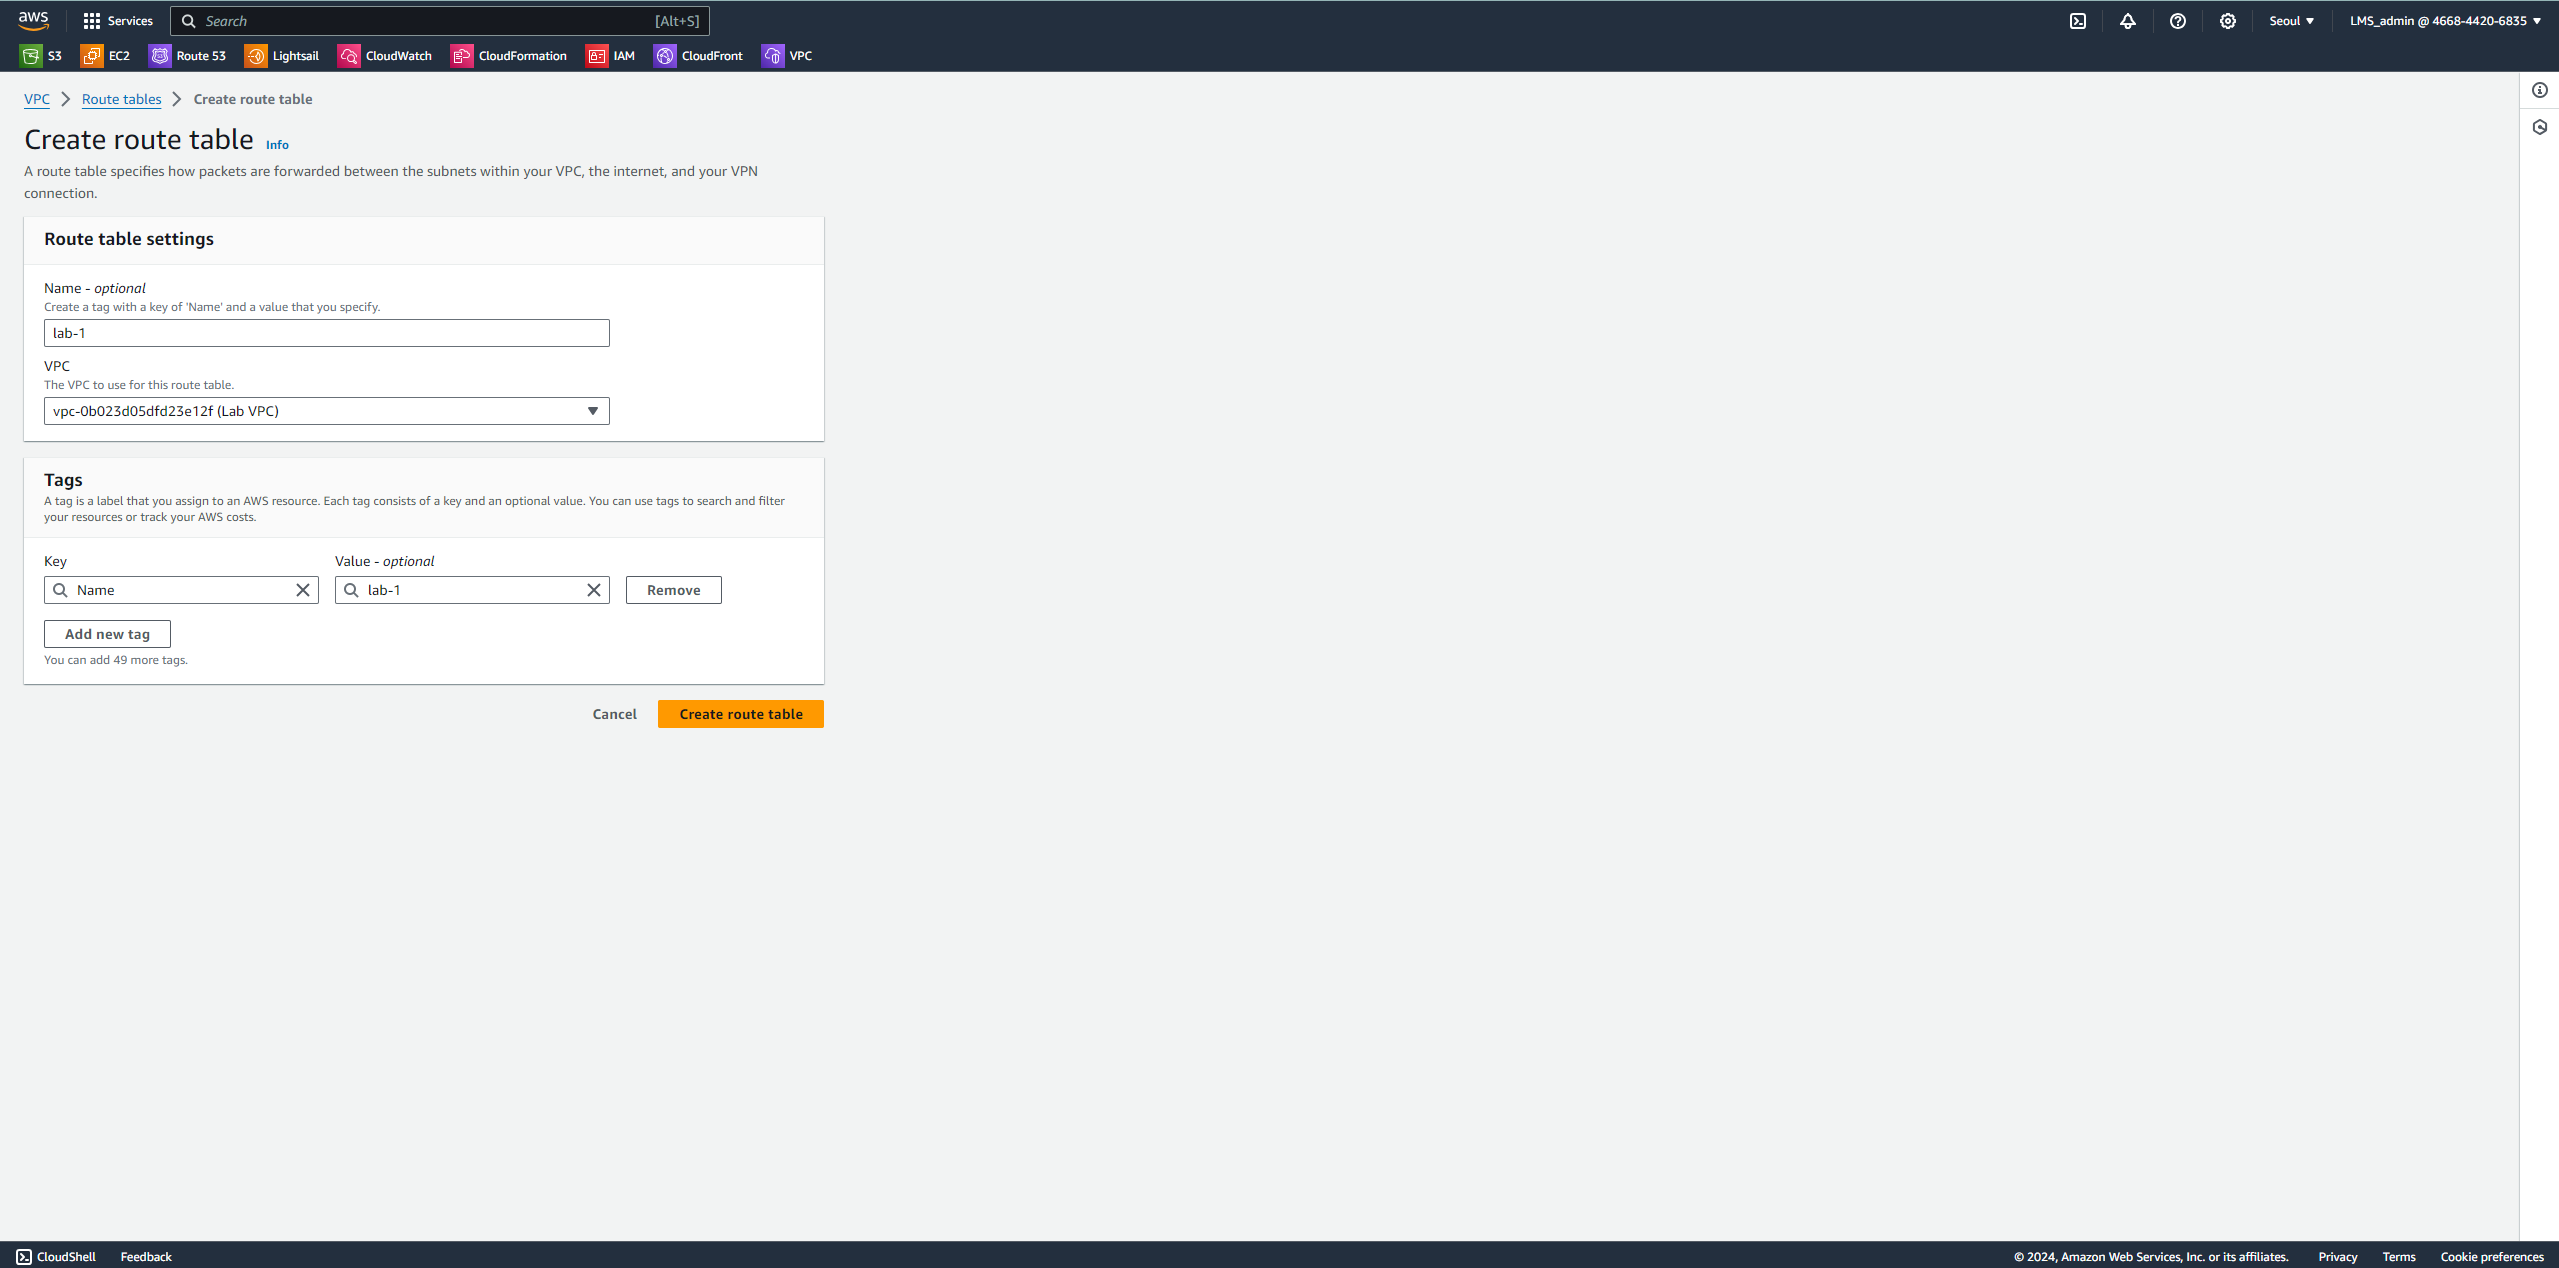 aws
Services
Search
[Alt+S]
Seoul
LMS_admin @ 4668-4420-6835
S3
EC2
Route 53
Lightsail
CloudWatch
CloudFormation
IAM
CloudFront
VPC
VPC
Route tables
Create route table
Create route table
Info
A route table specifies how packets are forwarded between the subnets within your VPC, the internet, and your VPN
connection.
Route table settings
Name - optional
Create a tag with a key of 'Name' and a value that you specify.
lab-1
VPC
The VPC to use for this route table.
vpc-0b023d05dfd23e12f (Lab VPC)
Tags
A tag is a label that you assign to an AWS resource. Each tag consists of a key and an optional value. You can use tags to search and filter
your resources or track your AWS costs.
Key
Value - optional
Name
lab-1
Remove
Add new tag
You can add 49 more tags.
Cancel
Create route table
CloudShell
Feedback
© 2024, Amazon Web Services, Inc. or its affiliates.
Privacy
Terms
Cookie preferences